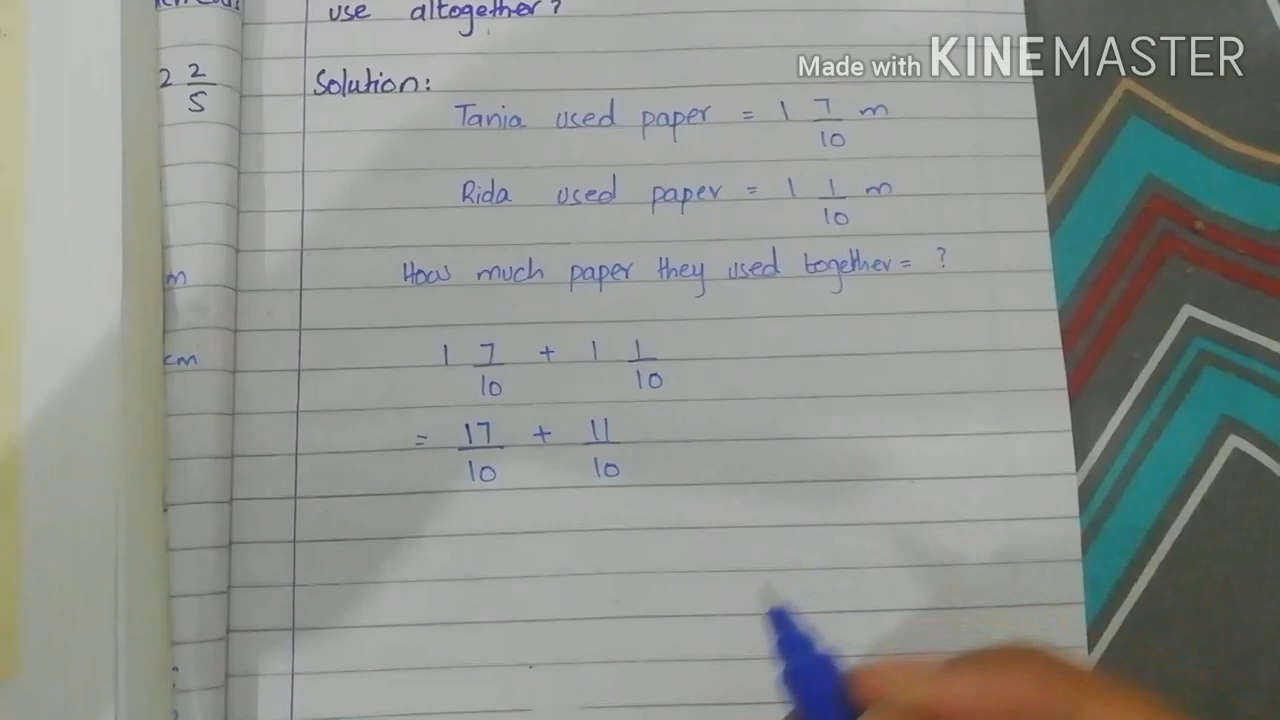 use altogether?
2 2/5
Solution:
Made with KINEMASTER
Tania used paper = 1 7/10 m
Rida used paper = 1 1/10 m
How much paper they used together = ?
m
1 7/10 + 1 1/10
cm
= 17/10 + 11/10